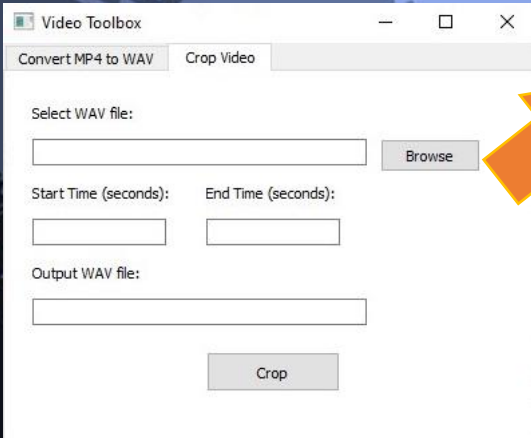 Video Toolbox
Convert MP4 to WAV Crop Video
Select WAV file:
Browse
Start Time (seconds): End Time (seconds):
Output WAV file:
Crop